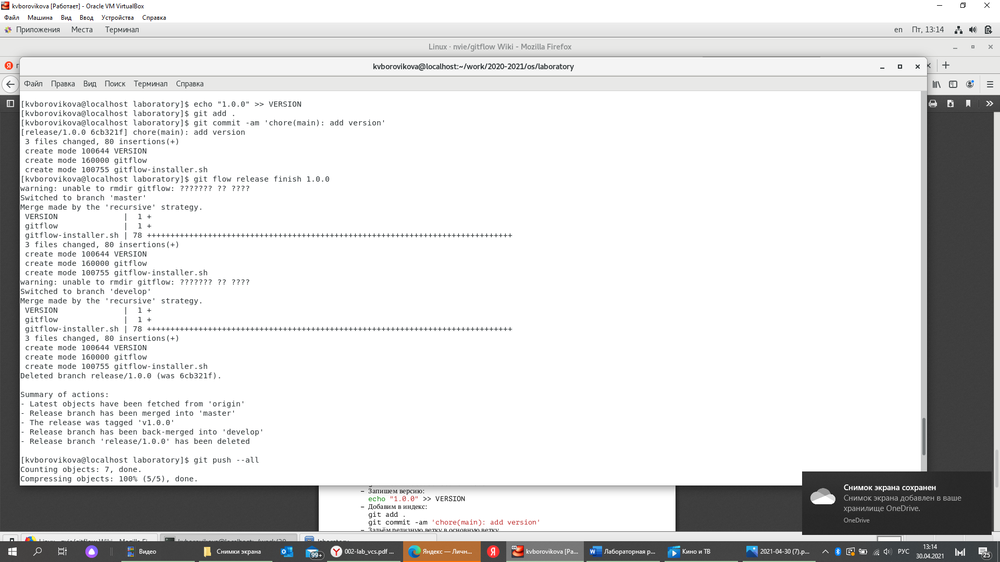 kvborovikova [Работает] - Oracle VM VirtualBox
Файл Машина Вид Ввод Устройства Справка
Приложения Места Терминал en Пт, 13:14
Linux · nvie/gitflow Wiki - Mozilla Firefox
kvborovikova@localhost:~/work/2020-2021/os/laboratory
Файл Правка Вид Поиск Терминал Справка
[kvborovikova@localhost laboratory]$ echo "1.0.0" >> VERSION
[kvborovikova@localhost laboratory]$ git add .
[kvborovikova@localhost laboratory]$ git commit -am 'chore(main): add version'
[release/1.0.0 6cb321f] chore(main): add version
 3 files changed, 80 insertions(+)
 create mode 100644 VERSION
 create mode 160000 gitflow
 create mode 100755 gitflow-installer.sh
[kvborovikova@localhost laboratory]$ git flow release finish 1.0.0
warning: unable to rmdir gitflow: ??????? ?? ????
Switched to branch 'master'
Merge made by the 'recursive' strategy.
 VERSION              |  1 +
 gitflow              |  1 +
 gitflow-installer.sh | 78 ++++++++++++++++++++++++++++++++++++++++++++++++++++++++++++++++++++++++++++++
 3 files changed, 80 insertions(+)
 create mode 100644 VERSION
 create mode 160000 gitflow
 create mode 100755 gitflow-installer.sh
warning: unable to rmdir gitflow: ??????? ?? ????
Switched to branch 'develop'
Merge made by the 'recursive' strategy.
 VERSION              |  1 +
 gitflow              |  1 +
 gitflow-installer.sh | 78 ++++++++++++++++++++++++++++++++++++++++++++++++++++++++++++++++++++++++++++++
 3 files changed, 80 insertions(+)
 create mode 100644 VERSION
 create mode 160000 gitflow
 create mode 100755 gitflow-installer.sh
Deleted branch release/1.0.0 (was 6cb321f).
Summary of actions:
- Latest objects have been fetched from 'origin'
- Release branch has been merged into 'master'
- The release was tagged 'v1.0.0'
- Release branch has been back-merged into 'develop'
- Release branch 'release/1.0.0' has been deleted
[kvborovikova@localhost laboratory]$ git push --all
Counting objects: 7, done.
Compressing objects: 100% (5/5), done.
– Запишем версию:
echo "1.0.0" >> VERSION
– Добавим в индекс:
git add .
git commit -am 'chore(main): add version'
– Зальём релизную ветку в основную ветку
Снимок экрана сохранен
Снимок экрана добавлен в ваше
хранилище OneDrive.
OneDrive
Linux · nvie/gitflow Wiki - Mozilla Fi...
kvborovikova@localhost:~/work/20...
laboratory
Видео Снимки экрана 99+ 002-lab_vcs.pdf ... Яндекс — Личн... Я kvborovikova [Ра... Лабораторная р... Кино и ТВ 2021-04-30 (7).p... РУС 13:14 30.04.2021 25